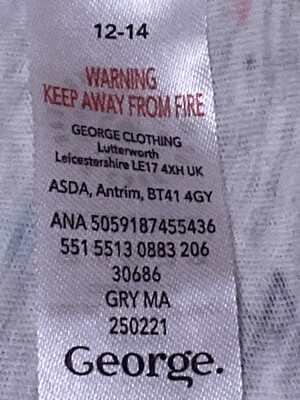 12-14
WARNING
KEEP AWAY FROM FIRE
GEORGE CLOTHING
Lutterworth
Leicestershire LE17 4XH UK
ASDA, Antrim, BT41 4GY
ANA 5059187455436
551 5513 0883 206
30686
GRY MA
250221
George.